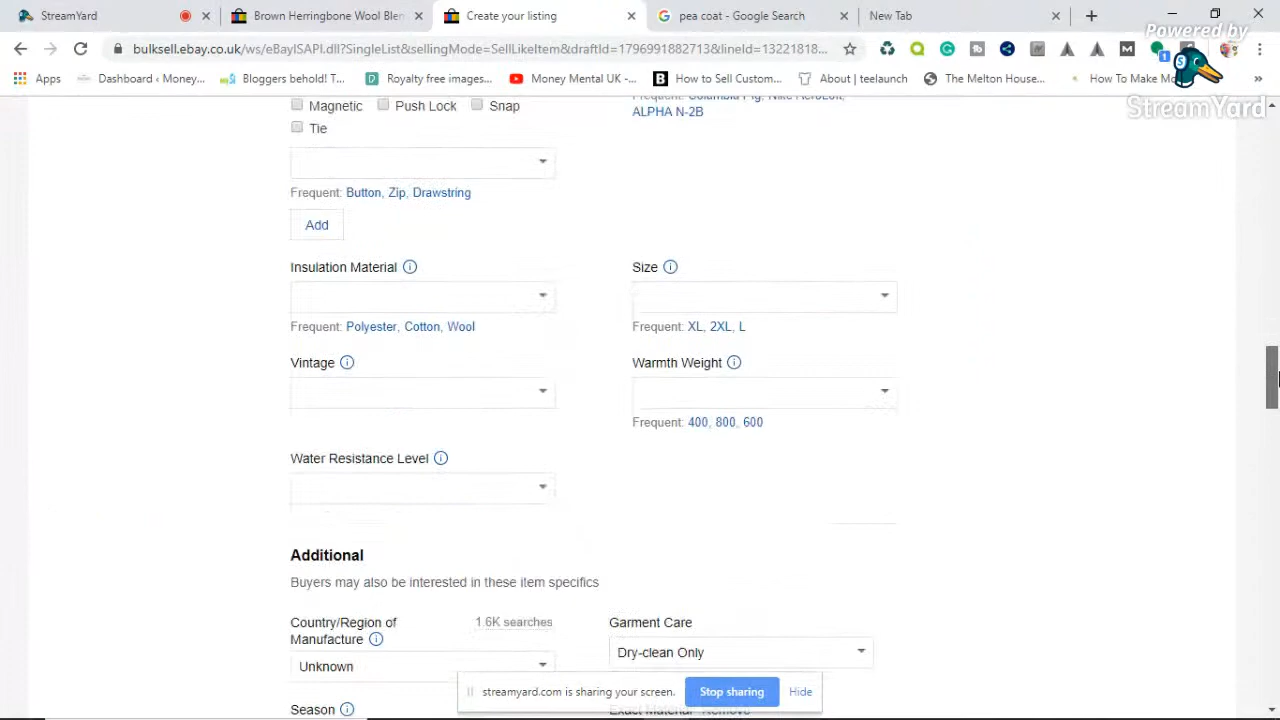 StreamYard
Brown Herringbone Wool Blen
Create your listing
pea coat - Google Search
New Tab
Powered by
bulksell.ebay.co.uk/ws/eBayISAPI.dll?SingleList&sellingMode=SellLikeItem&draftId=1796991882713&lineId=13221818...
Apps
Dashboard ‹ Money...
Bloggers behold! T...
Royalty free images...
Money Mental UK -...
How to Sell Custom...
About | teelaunch
The Melton House...
How To Make Mo
»
StreamYard
Magnetic
Push Lock
Snap
ALPHA N-2B
Tie
Frequent: Button, Zip, Drawstring
Add
Insulation Material
Size
Frequent: Polyester, Cotton, Wool
Frequent: XL, 2XL, L
Vintage
Warmth Weight
Frequent: 400, 800, 600
Water Resistance Level
Additional
Buyers may also be interested in these item specifics
Country/Region of
Manufacture
1.6K searches
Garment Care
Unknown
Dry-clean Only
streamyard.com is sharing your screen.
Stop sharing
Hide
Season
Exact Material
Remove